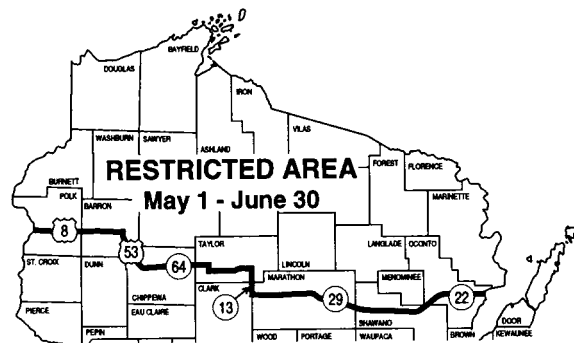 BAYFIELD
DOUGLAS
IRON
VILAS
WASHBURN
SAWYER
ASHLAND
FOREST
FLORENCE
RESTRICTED AREA
May 1 - June 30
BURNETT
POLK
BARRON
MARINETTE
8
53
64
TAYLOR
LINCOLN
LANGLADE
OCONTO
ST. CROIX
DUNN
CLARK
MARATHON
MENOMINEE
13
29
22
CHIPPEWA
PIERCE
EAU CLAIRE
PEPIN
WOOD
PORTAGE
SHAWANO
WAUPACA
BROWN
DOOR
KEWAUNEE